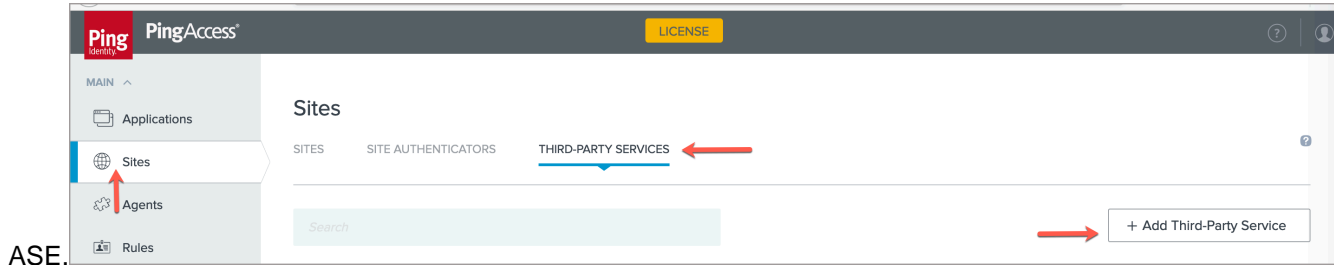 Ping
Identity.
PingAccess®
LICENSE
?
MAIN
Applications
Sites
Agents
Rules
Sites
SITES SITE AUTHENTICATORS THIRD-PARTY SERVICES
?
Search
+ Add Third-Party Service
ASE.